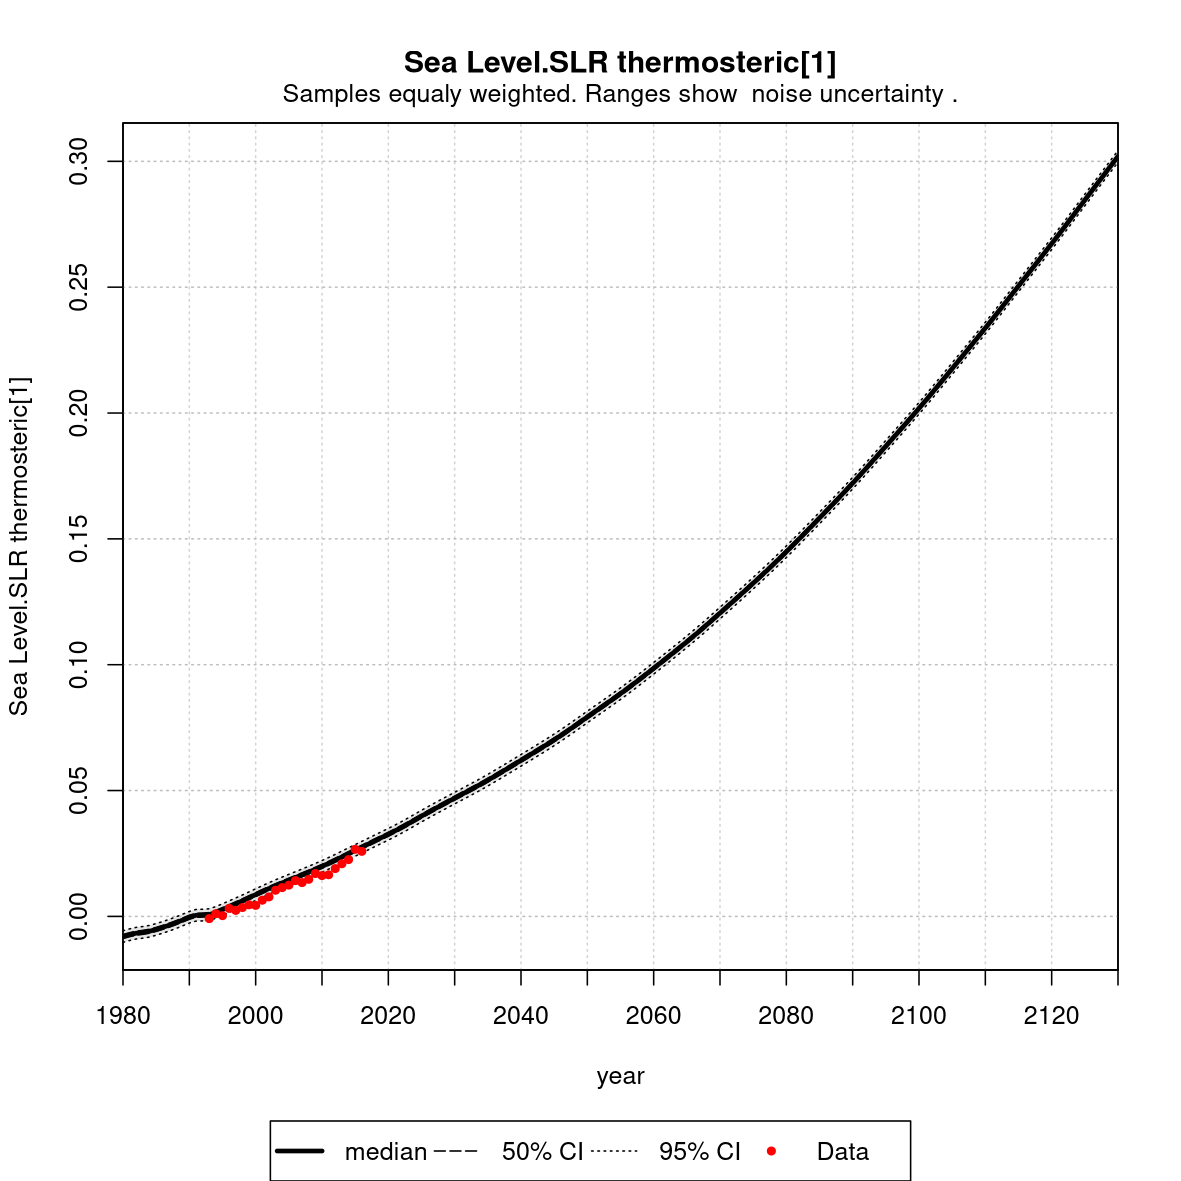 Sea Level.SLR thermosteric[1]
Samples equaly weighted. Ranges show  noise uncertainty .
Sea Level.SLR thermosteric[1]
0.30
0.25
0.20
0.15
0.10
0.05
0.00
1980 2000 2020 2040 2060 2080 2100 2120
year
median 50% CI 95% CI Data